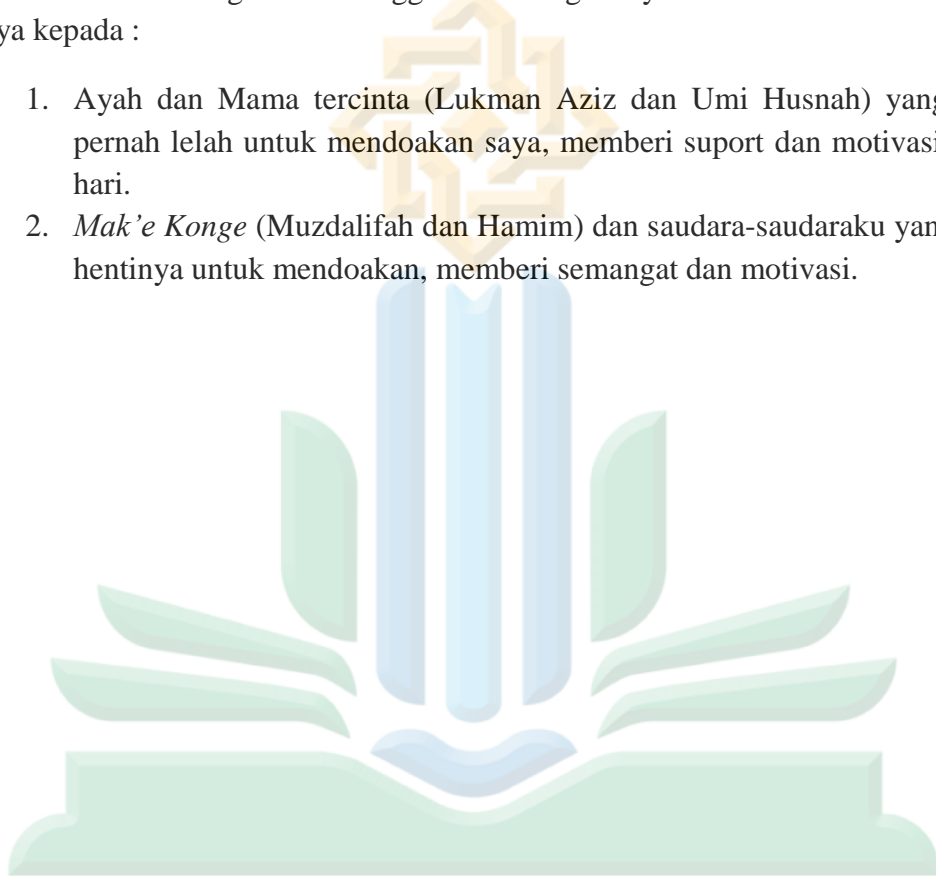 ya kepada :
1. Ayah dan Mama tercinta (Lukman Aziz dan Umi Husnah) yang
pernah lelah untuk mendoakan saya, memberi suport dan motivasi
hari.
2. Mak’e Konge (Muzdalifah dan Hamim) dan saudara-saudaraku yan
hentinya untuk mendoakan, memberi semangat dan motivasi.